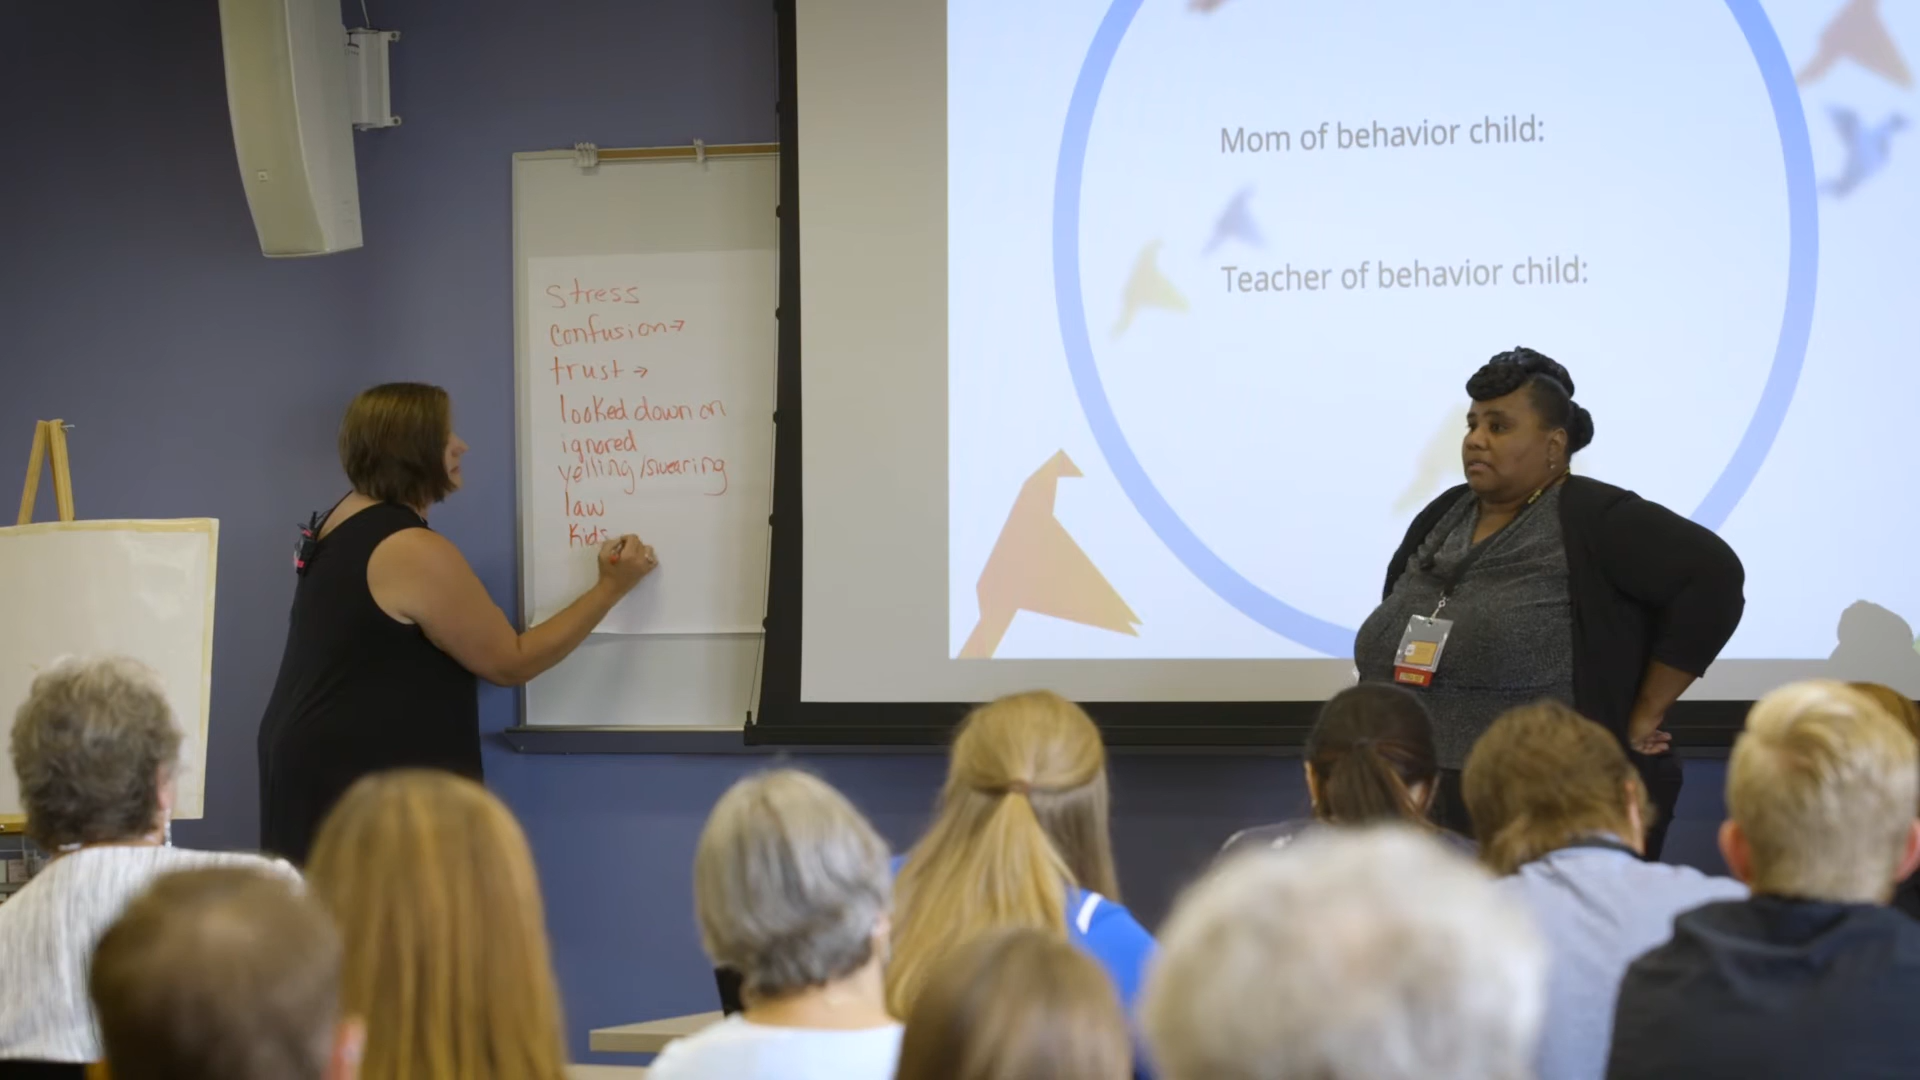 Stress
confusion→
trust →
looked down on
ignored
yelling/swearing
law
Kids
Mom of behavior child:
Teacher of behavior child: